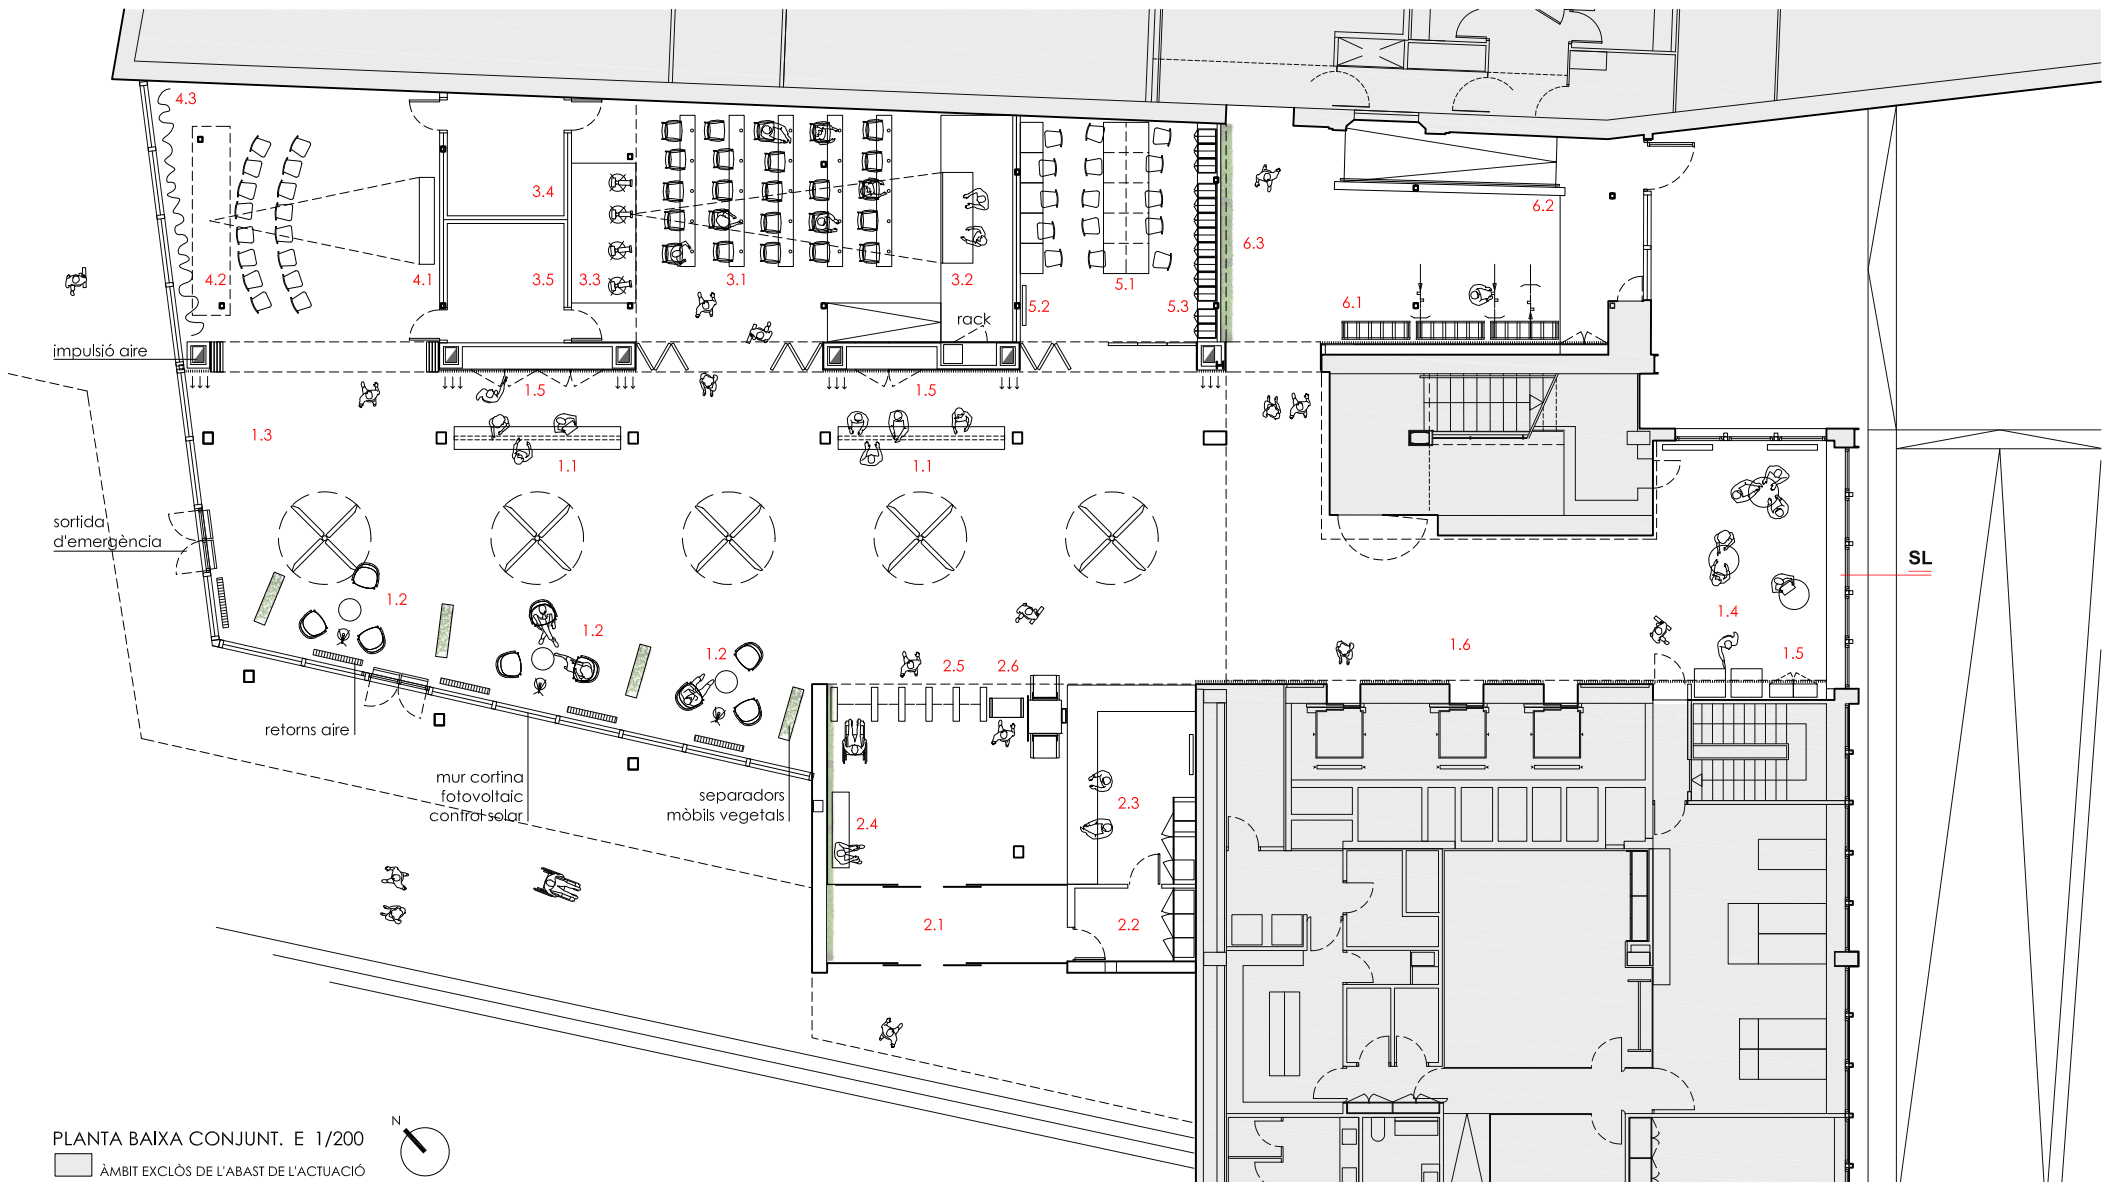 4.3
3.4
6.2
6.3
4.2
4.1
3.5
3.3
3.1
3.2
5.1
5.2
5.3
6.1
rack
impulsió aire
1.5
1.5
1.3
1.1
1.1
sortida
d'emergència
SL
1.2
1.2
1.2
1.4
1.6
1.5
2.5
2.6
retorns aire
mur cortina
fotovoltaic
control solar
separadors
mòbils vegetals
2.3
2.4
2.1
2.2
N
PLANTA BAIXA CONJUNT. E 1/200
ÀMBIT EXCLÒS DE L'ABAST DE L'ACTUACIÓ